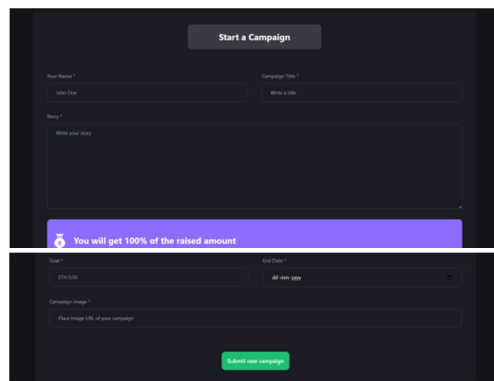 Start a Campaign
Your Name *
Campaign Title *
John Doe
Write a title
Story *
Write your story
You will get 100% of the raised amount
Goal *
End Date *
ETH 0.50
dd-mm-yyyy
Campaign image *
Place image URL of your campaign
Submit new campaign